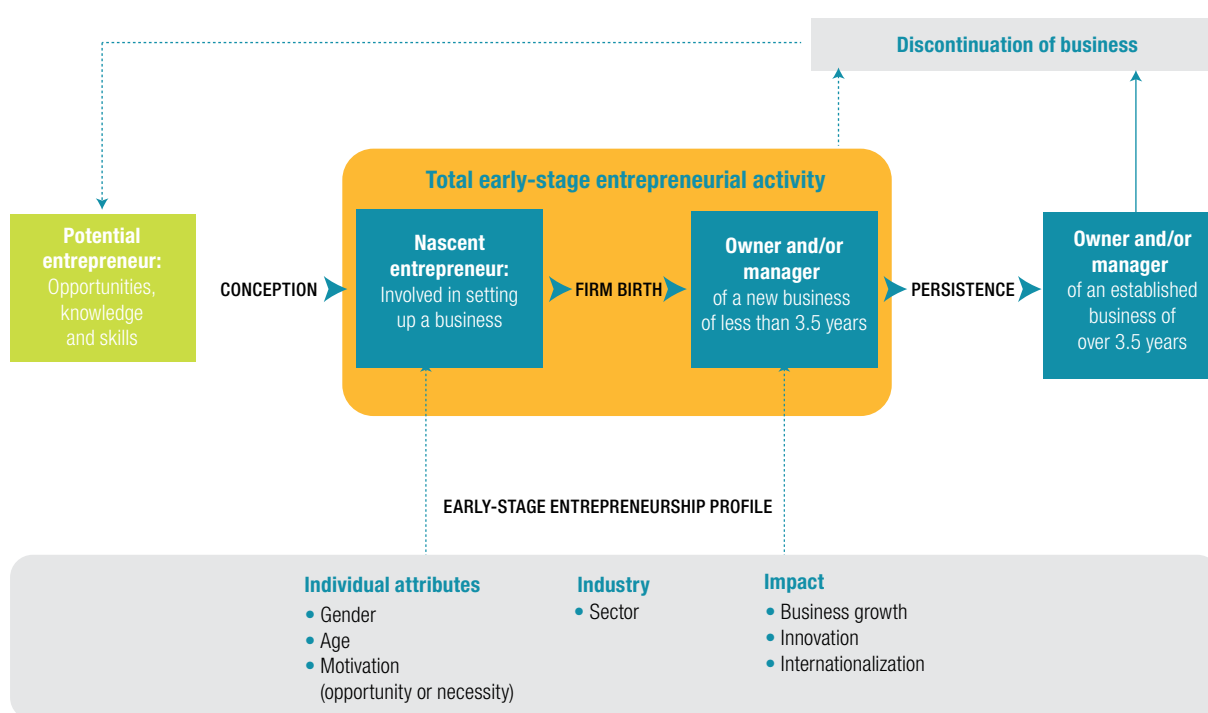 Discontinuation of business
Total early-stage entrepreneurial activity
Potential
entrepreneur:
Opportunities,
knowledge
and skills
CONCEPTION
Nascent
entrepreneur:
Involved in setting
up a business
FIRM BIRTH
Owner and/or
manager
of a new business
of less than 3.5 years
PERSISTENCE
Owner and/or
manager
of an established
business of
over 3.5 years
EARLY-STAGE ENTREPRENEURSHIP PROFILE
Individual attributes
• Gender
• Age
• Motivation
(opportunity or necessity)
Industry
• Sector
Impact
• Business growth
• Innovation
• Internationalization